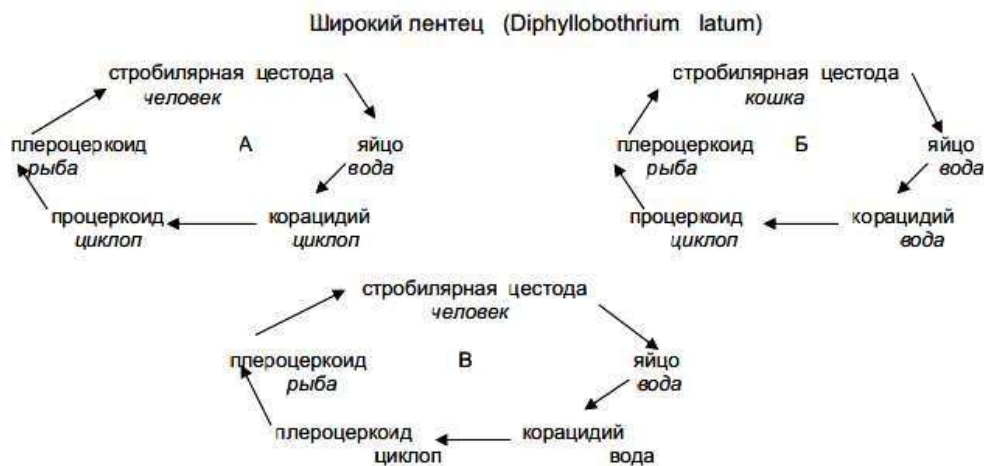 Широкий лентец (Diphyllobothrium latum)
стробилярная цестода
человек
плероцеркоид
рыба
А
яйцо
вода
процеркоид
циклоп
корацидий
циклоп
стробилярная цестода
кошка
плероцеркоид
рыба
Б
яйцо
вода
процеркоид
циклоп
корацидий
вода
стробилярная цестода
человек
плероцеркоид
рыба
В
яйцо
вода
плероцеркоид
циклоп
корацидий
вода